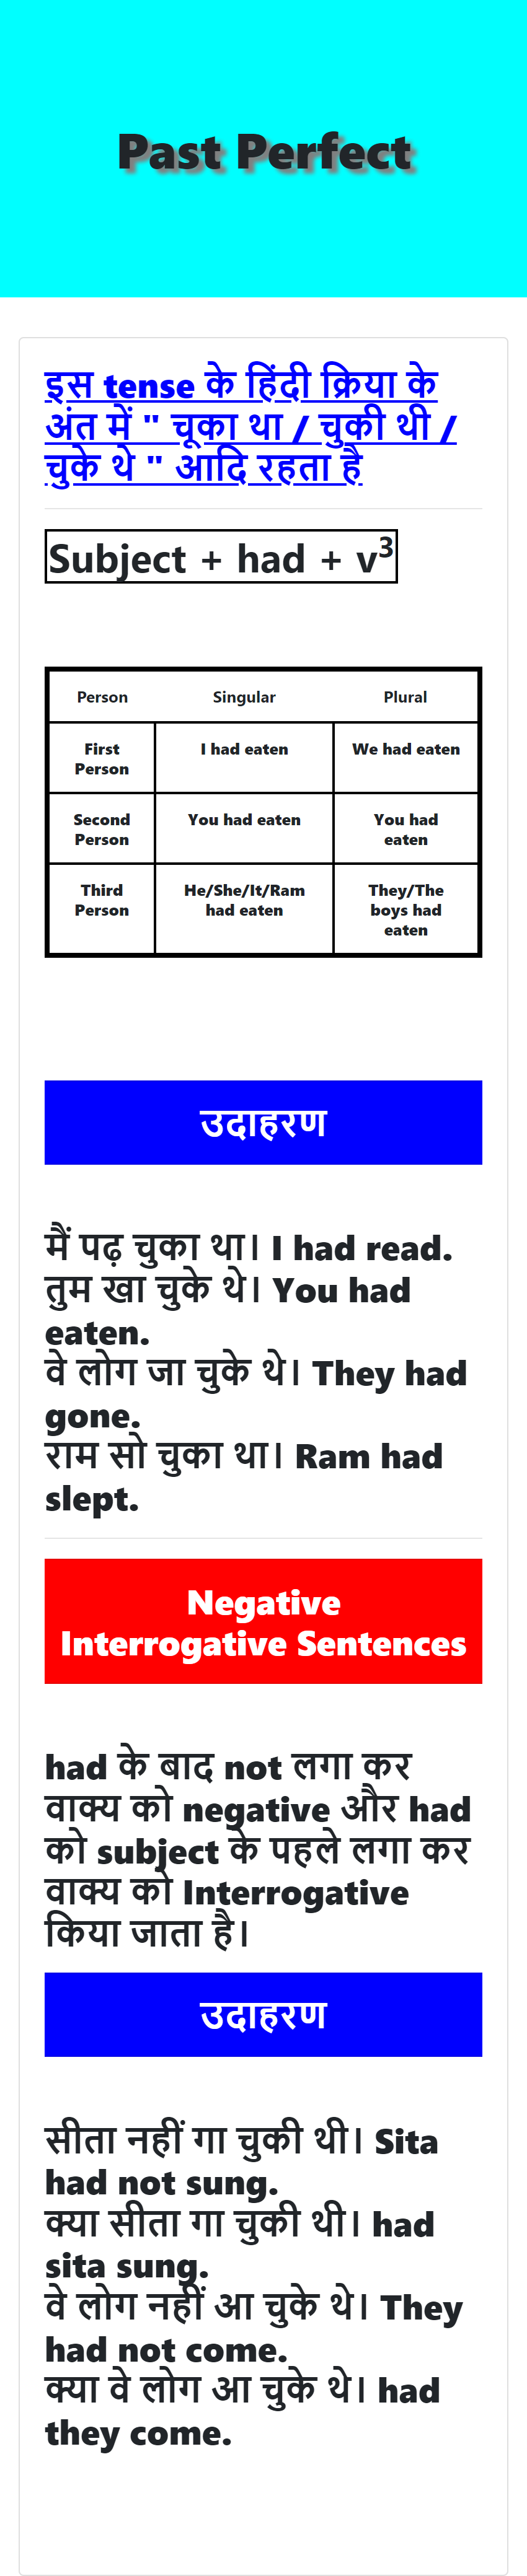 Past Perfect
इस tense के हिंदी क्रिया के
अंत में " चूका था / चुकी थी /
चुके थे " आदि रहता है
Subject + had + v³
Person Singular Plural
First
Person
I had eaten
We had eaten
Second
Person
You had eaten
You had
eaten
Third
Person
He/She/It/Ram
had eaten
They/The
boys had
eaten
उदाहरण
मैं पढ़ चुका था। I had read.
तुम खा चुके थे। You had
eaten.
वे लोग जा चुके थे। They had
gone.
राम सो चुका था। Ram had
slept.
Negative
Interrogative Sentences
had के बाद not लगा कर
वाक्य को negative और had
को subject के पहले लगा कर
वाक्य को Interrogative
किया जाता है।
उदाहरण
सीता नहीं गा चुकी थी। Sita
had not sung.
क्या सीता गा चुकी थी। had
sita sung.
वे लोग नहीं आ चुके थे। They
had not come.
क्या वे लोग आ चुके थे। had
they come.